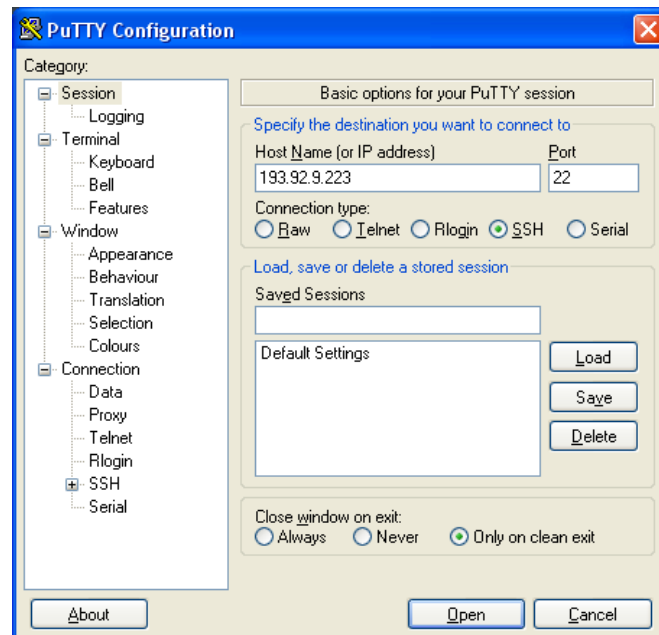 PuTTY Configuration
Category:
Session
Logging
Terminal
Keyboard
Bell
Features
Window
Appearance
Behaviour
Translation
Selection
Colours
Connection
Data
Proxy
Telnet
Rlogin
SSH
Serial
Basic options for your PuTTY session
Specify the destination you want to connect to
Host Name (or IP address) Port
193.92.9.223 22
Connection type:
Raw Telnet Rlogin SSH Serial
Load, save or delete a stored session
Saved Sessions
Default Settings
Load
Save
Delete
Close window on exit:
Always Never Only on clean exit
About Open Cancel